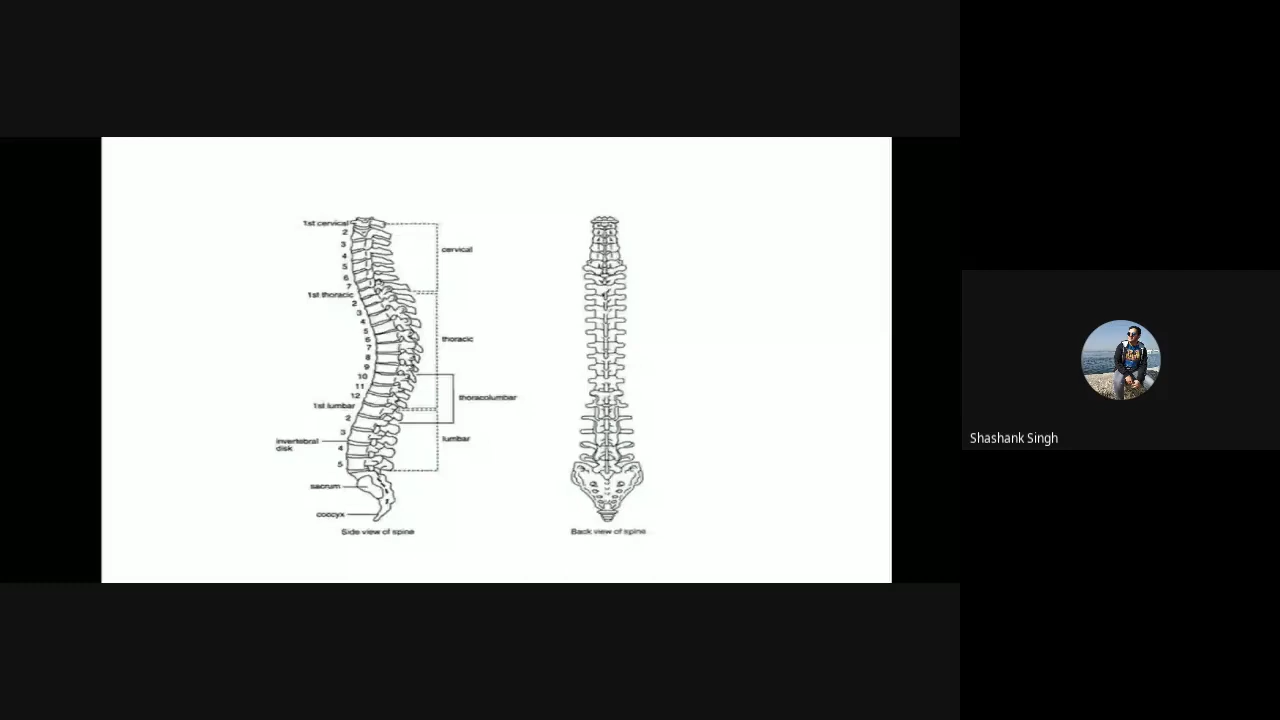 1st cervical
2
3
4
5
6
7
1st thoracic
2
3
4
5
6
7
8
9
10
11
12
1st lumbar
2
3
invertebral
disk
4
5
sacrum
coccyx
cervical
thoracic
thoracolumbar
lumbar
Side view of spine
Back view of spine
Shashank Singh